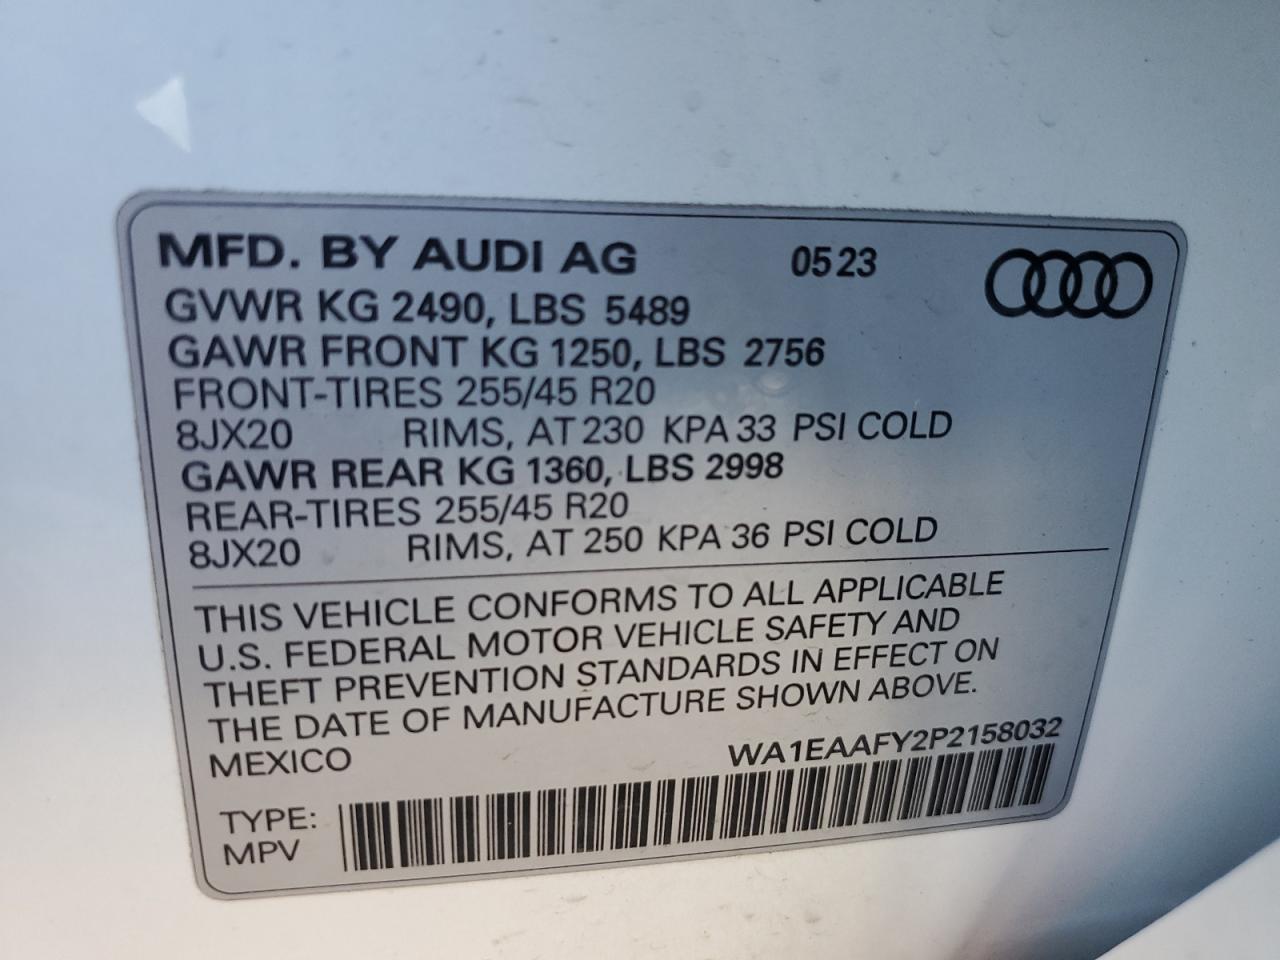 MFD. BY AUDI AG 0523
GVWR KG 2490, LBS 5489
GAWR FRONT KG 1250, LBS 2756
FRONT-TIRES 255/45 R20
8JX20 RIMS, AT 230 KPA 33 PSI COLD
GAWR REAR KG 1360, LBS 2998
REAR-TIRES 255/45 R20
8JX20 RIMS, AT 250 KPA 36 PSI COLD
THIS VEHICLE CONFORMS TO ALL APPLICABLE
U.S. FEDERAL MOTOR VEHICLE SAFETY AND
THEFT PREVENTION STANDARDS IN EFFECT ON
THE DATE OF MANUFACTURE SHOWN ABOVE.
MEXICO WA1EAAFY2P2158032
TYPE:
MPV